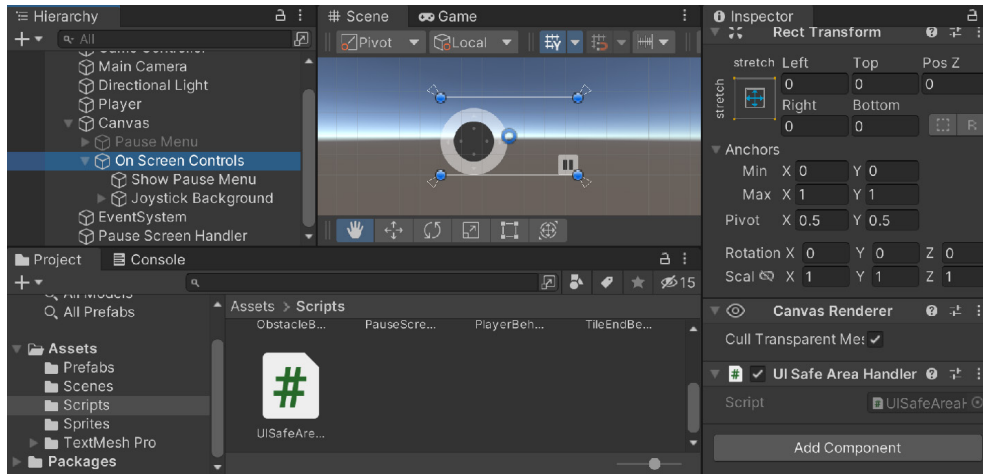 Hierarchy
All
Main Camera
Directional Light
Player
Canvas
Pause Menu
On Screen Controls
Show Pause Menu
Joystick Background
EventSystem
Pause Screen Handler
Scene Game
Pivot Local
Inspector
Rect Transform
stretch Left Top Pos Z
stretch
0 0 0
Right Bottom
0 0 R
Anchors
Min X 0 Y 0
Max X 1 Y 1
Pivot X 0.5 Y 0.5
Rotation X 0 Y 0 Z 0
Scal X 1 Y 1 Z 1
Canvas Renderer
Cull Transparent Me
UI Safe Area Handler
Script UISafeArea
Add Component
Project Console
15
All Prefabs
Assets
Prefabs
Scenes
Scripts
Sprites
TextMesh Pro
Packages
Assets > Scripts
ObstacleB... PauseScre... PlayerBeh... TileEndBe...
#
UISafeAre...